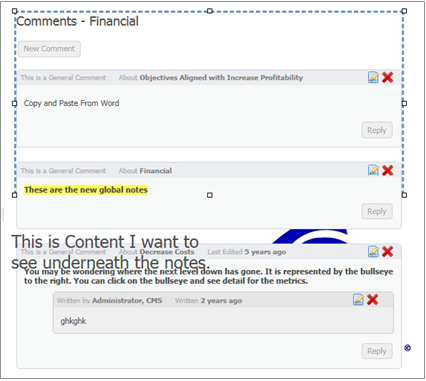 Comments - Financial
New Comment
This is a General Comment About Objectives Aligned with Increase Profitability
Copy and Paste From Word
Reply
This is a General Comment About Financial
These are the new global notes
Reply
This is Content I want to
see underneath the notes.
This is a General Comment About Decrease Costs Last Edited 5 years ago
You may be wondering where the next level down has gone. It is represented by the bullseye
to the right. You can click on the bullseye and see detail for the metrics.
Written by Administrator, CMS Written 2 years ago
ghkghk
Reply